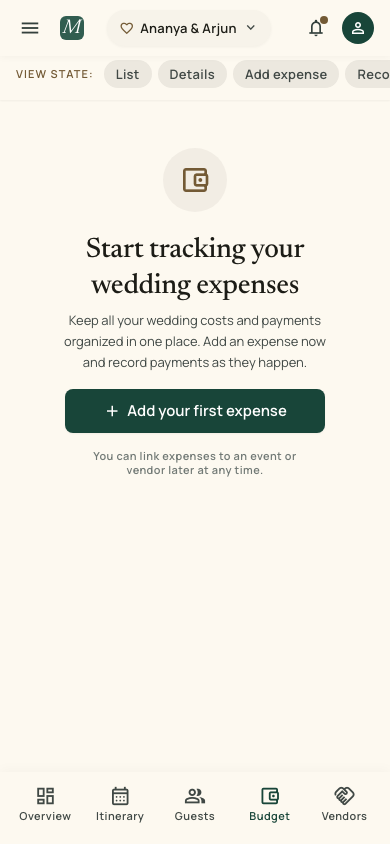 M
Ananya & Arjun
VIEW STATE:
List
Details
Add expense
Reco
Start tracking your
wedding expenses
Keep all your wedding costs and payments
organized in one place. Add an expense now
and record payments as they happen.
+ Add your first expense
You can link expenses to an event or
vendor later at any time.
Overview
Itinerary
Guests
Budget
Vendors